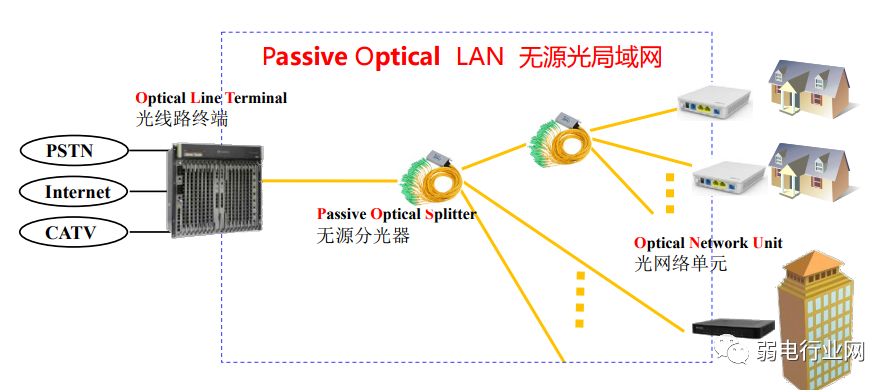 Passive Optical LAN 无源光局域网
Optical Line Terminal
光线路终端
PSTN
Internet
CATV
Passive Optical Splitter
无源分光器
Optical Network Unit
光网络单元
弱电行业网